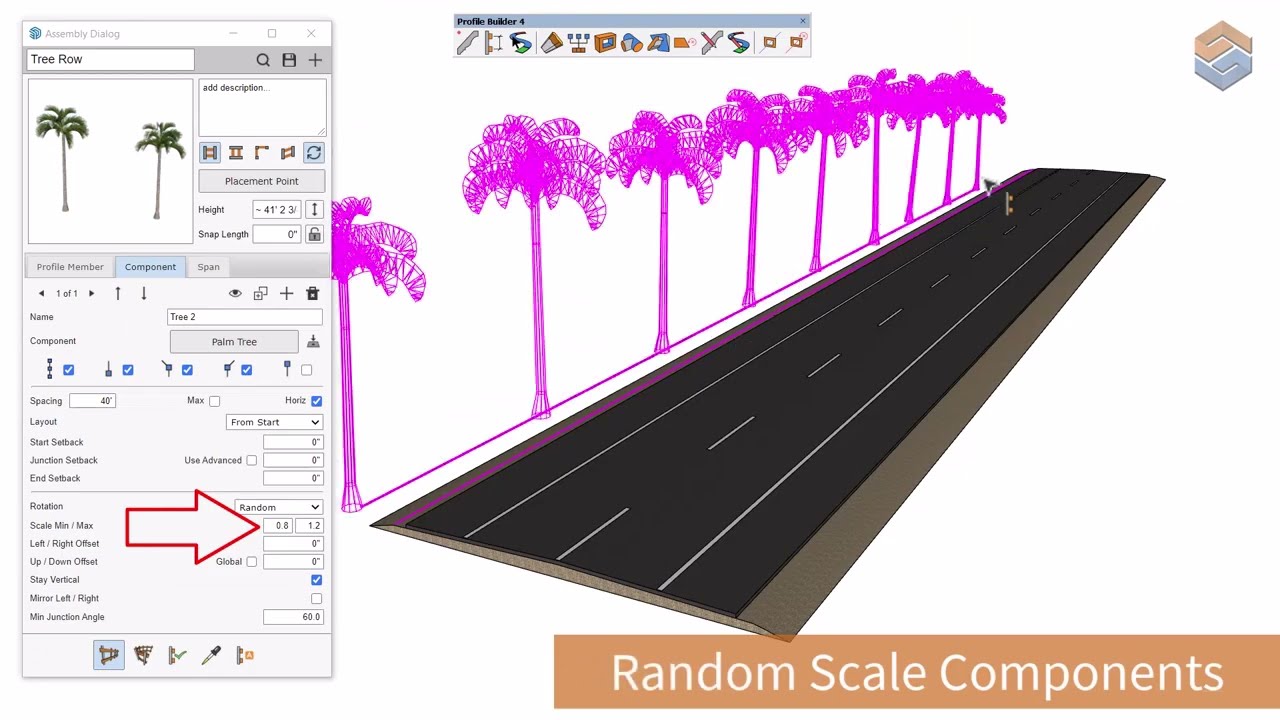 Profile Builder 4
Assembly Dialog
Tree Row
add description...
Placement Point
Height ~ 41' 2 3/
Snap Length 0"
Profile Member Component Span
1 of 1
Name Tree 2
Component Palm Tree
Spacing 40' Max Horiz
Layout From Start
Start Setback 0"
Junction Setback Use Advanced 0"
End Setback 0"
Rotation Random
Scale Min / Max 0.8 1.2
Left / Right Offset 0"
Up / Down Offset Global 0"
Stay Vertical
Mirror Left / Right
Min Junction Angle 60.0
Random Scale Components